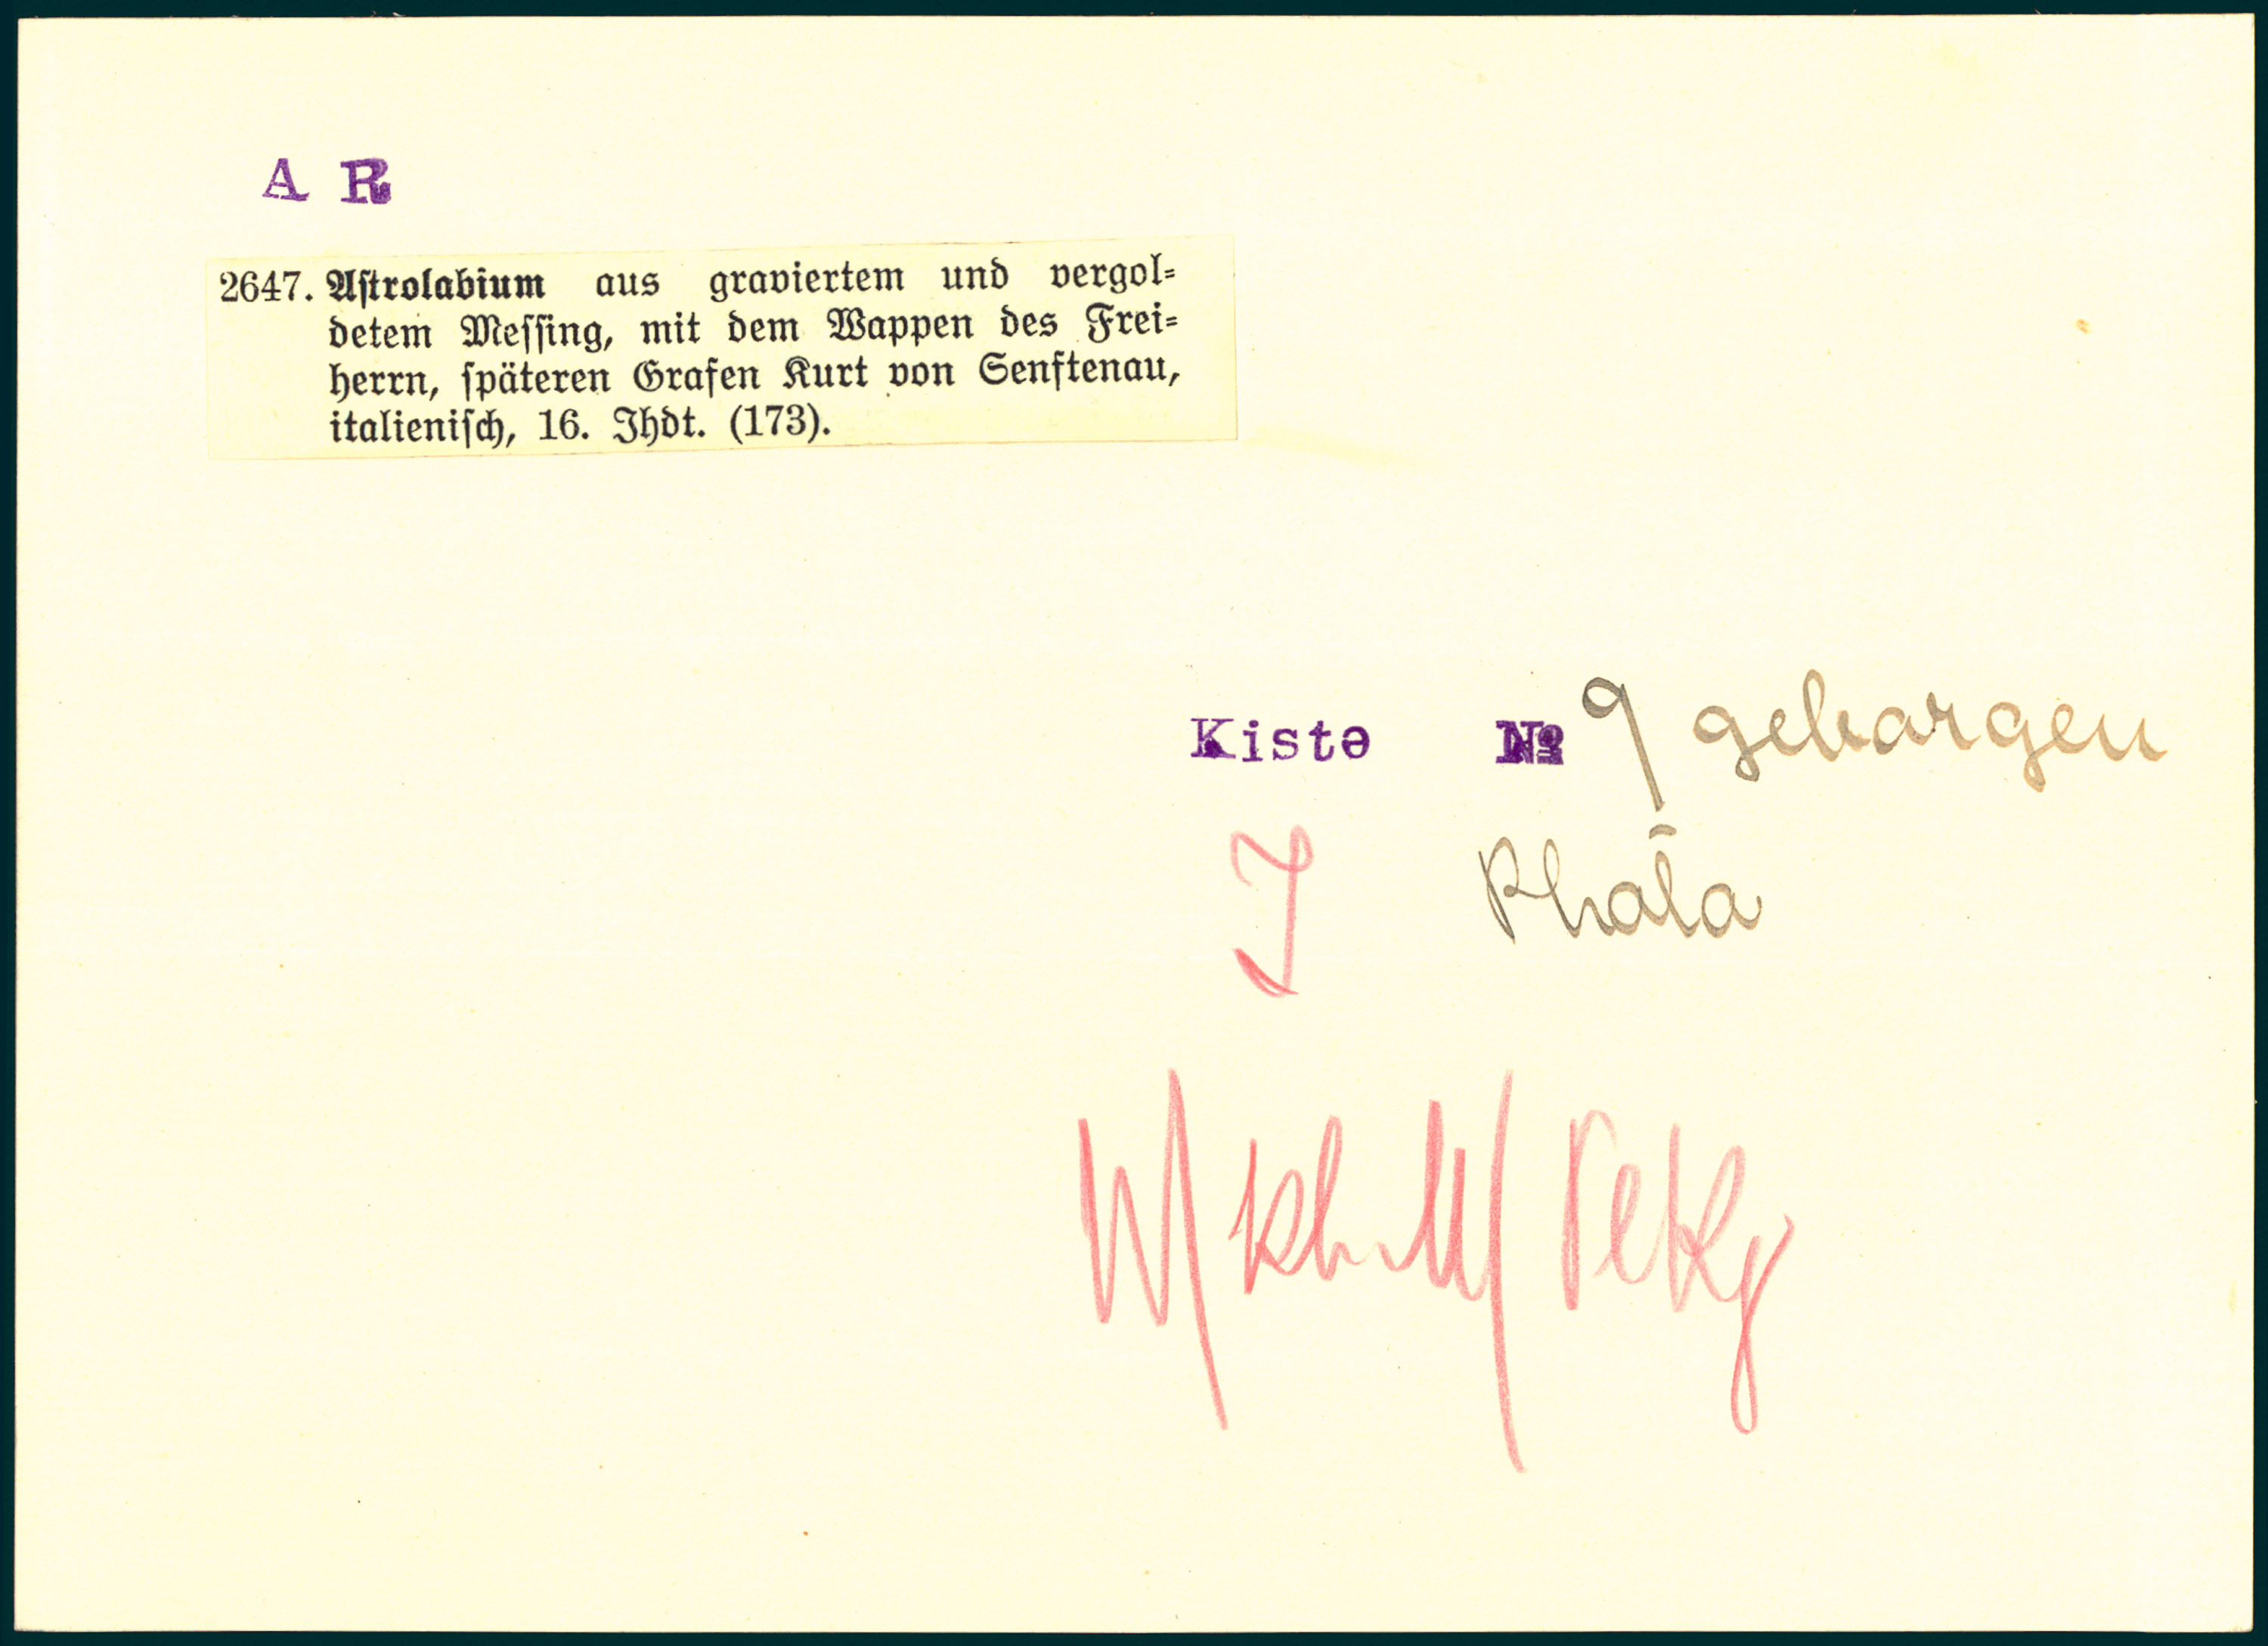 A R
2647. Aſtrolabium aus graviertem und vergol⸗
detem Meſſing, mit dem Wappen des Frei⸗
herrn, ſpäteren Grafen Kurt von Senftenau,
italieniſch, 16. Jhdt. (173).
Kiste № 9 geborgen
J Photo